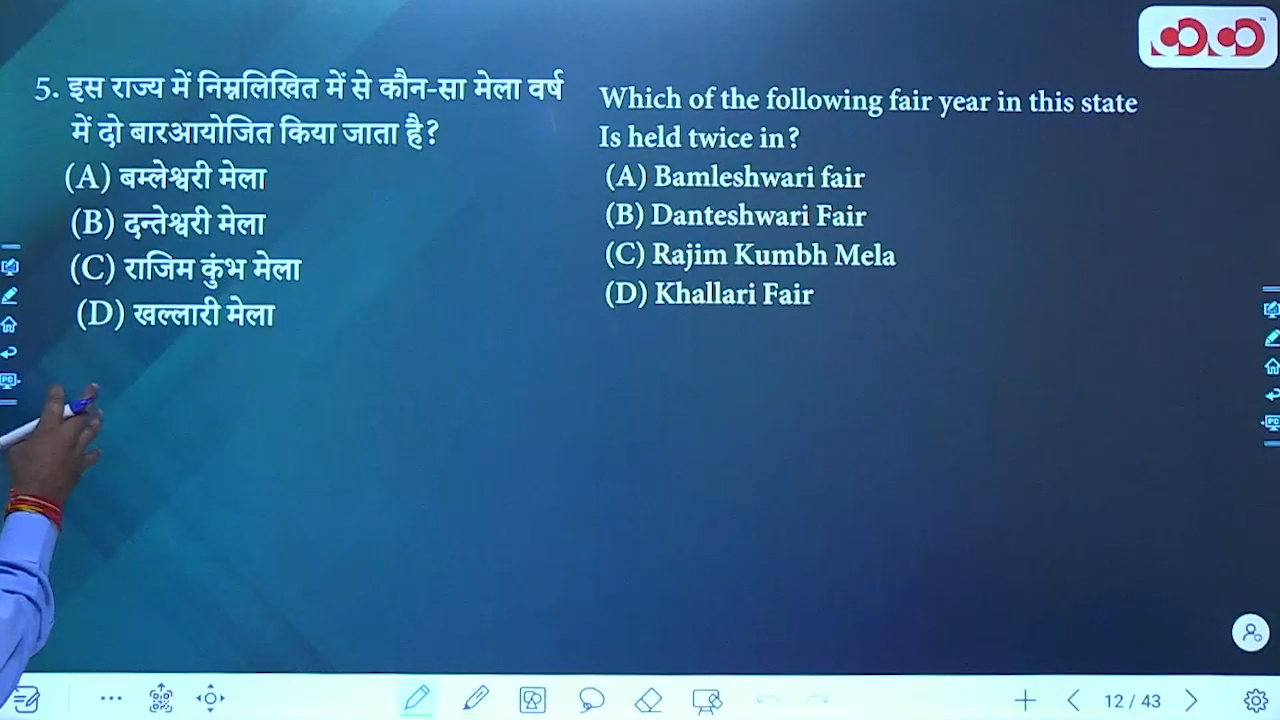 5. इस राज्य में निम्नलिखित में से कौन-सा मेला वर्ष
में दो बारआयोजित किया जाता है?
(A) बम्लेश्वरी मेला
(B) दन्तेश्वरी मेला
(C) राजिम कुंभ मेला
(D) खल्लारी मेला
Which of the following fair year in this state
Is held twice in?
(A) Bamleshwari fair
(B) Danteshwari Fair
(C) Rajim Kumbh Mela
(D) Khallari Fair
12 / 43